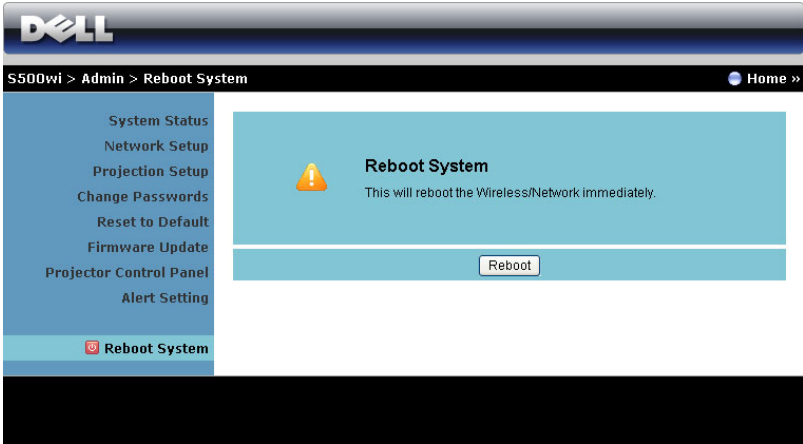 DELL
S500wi > Admin > Reboot System
Home »
System Status
Network Setup
Projection Setup
Change Passwords
Reset to Default
Firmware Update
Projector Control Panel
Alert Setting
Reboot System
Reboot System
This will reboot the Wireless/Network immediately.
Reboot